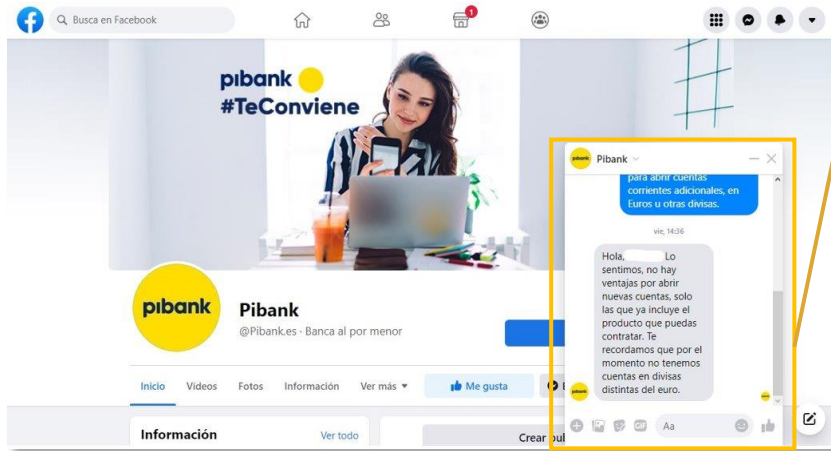 Busca en Facebook
1
pibank
#TeConviene
pibank
Pibank
@Pibank.es · Banca al por menor
Inicio
Videos
Fotos
Información
Ver más
Me gusta
Información
Ver todo
Crear
Pibank
para abrir cuentas
corrientes adicionales, en
Euros u otras divisas.
vie, 14:36
Hola,
Lo
sentimos, no hay
ventajas por abrir
nuevas cuentas, solo
las que ya incluye el
producto que puedas
contratar. Te
recordamos que por el
momento no tenemos
cuentas en divisas
distintas del euro.
GIF
Aa